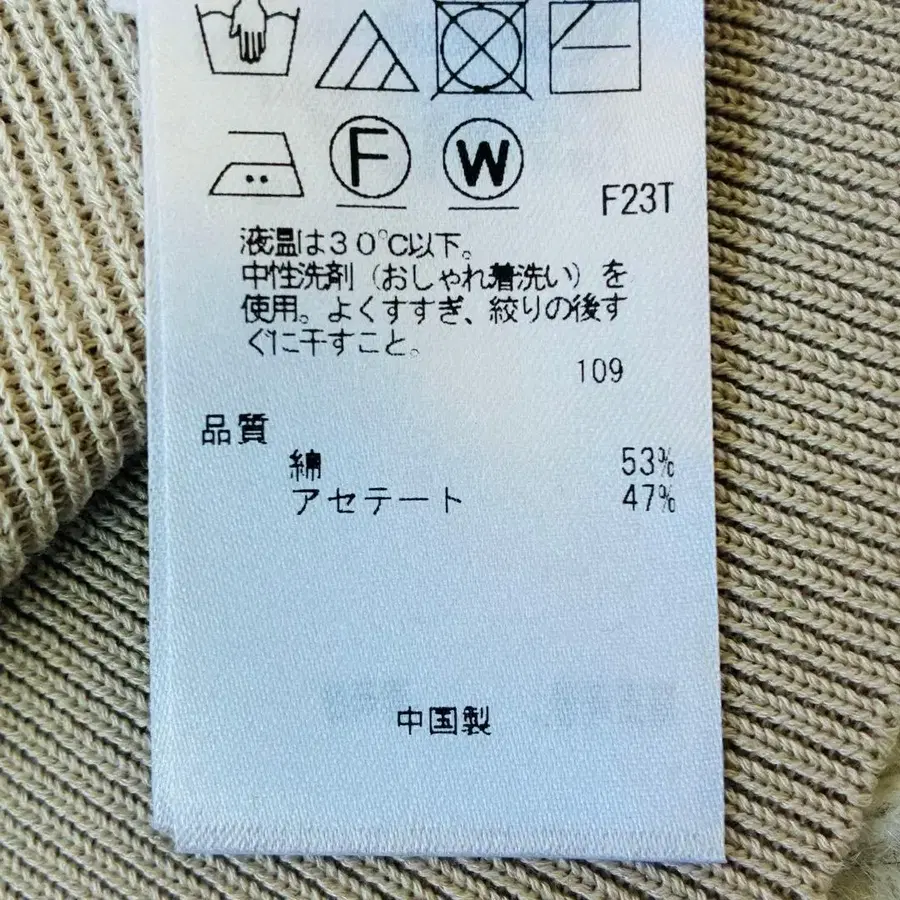 F
W
F23T
液温は30℃以下。
中性洗剤（おしゃれ着洗い）を
使用。よくすすぎ、絞りの後す
ぐに干すこと。
109
品質
綿 53%
アセテート 47%
中国製